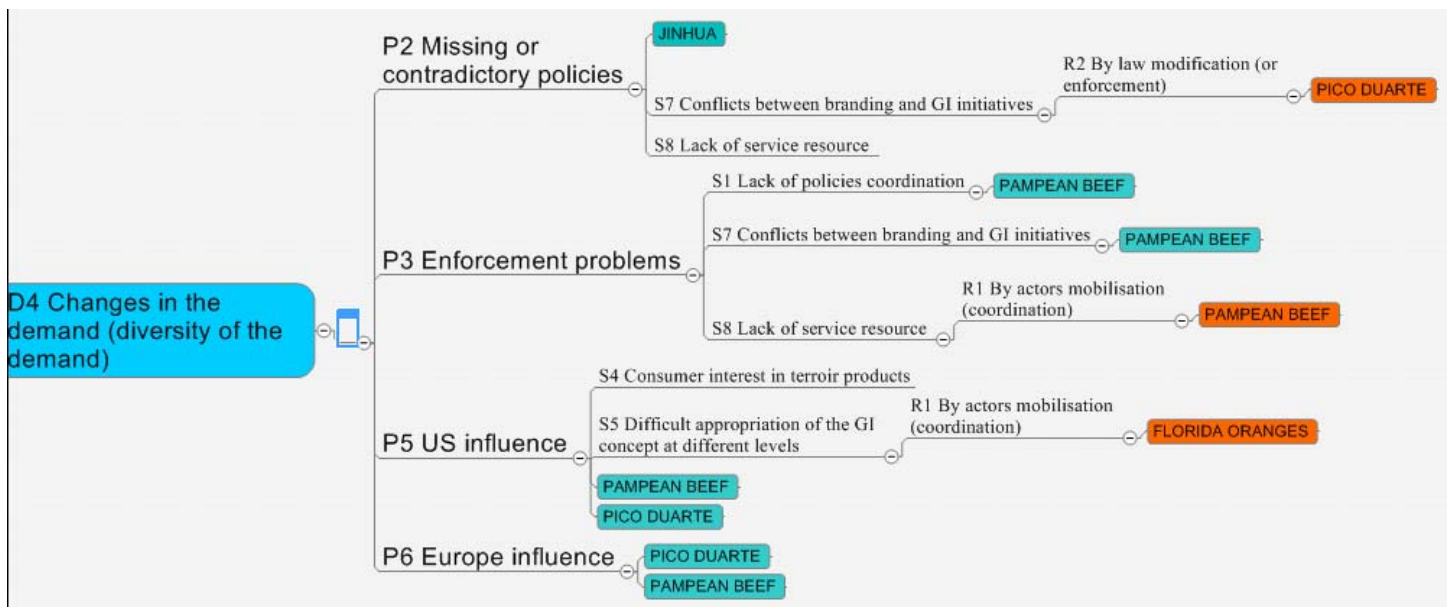 D4 Changes in the
demand (diversity of the
demand)
P2 Missing or
contradictory policies
JINHUA
S7 Conflicts between branding and GI initiatives
R2 By law modification (or
enforcement)
PICO DUARTE
S8 Lack of service resource
P3 Enforcement problems
S1 Lack of policies coordination
PAMPEAN BEEF
S7 Conflicts between branding and GI initiatives
PAMPEAN BEEF
S8 Lack of service resource
R1 By actors mobilisation
(coordination)
PAMPEAN BEEF
P5 US influence
S4 Consumer interest in terroir products
S5 Difficult appropriation of the GI
concept at different levels
R1 By actors mobilisation
(coordination)
FLORIDA ORANGES
PAMPEAN BEEF
PICO DUARTE
P6 Europe influence
PICO DUARTE
PAMPEAN BEEF